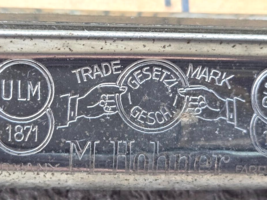 ULM
1871
TRADE MARK
GESETZL.
GESCH.
M. Hohner